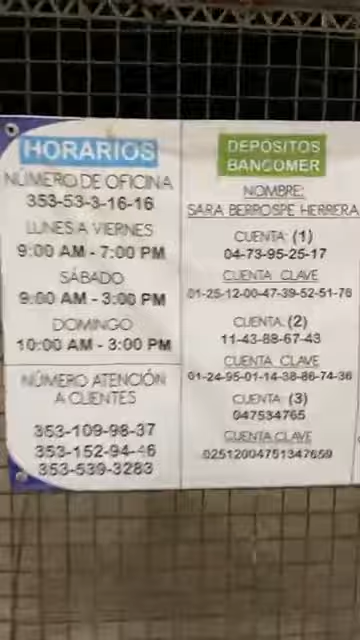 HORARIOS
NÚMERO DE OFICINA
353-53-3-16-16
LUNES A VIERNES
9:00 AM - 7:00 PM
SÁBADO
9:00 AM - 3:00 PM
DOMINGO
10:00 AM - 3:00 PM
NÚMERO ATENCIÓN
A CLIENTES
353-109-98-37
353-152-94-46
353-539-3283
DEPÓSITOS
BANCOMER
NOMBRE:
SARA BERROSPE HERRERA
CUENTA: (1)
04-73-95-25-17
CUENTA CLAVE
01-25-12-00-47-39-52-51-76
CUENTA: (2)
11-43-88-67-43
CUENTA CLAVE
01-24-95-01-14-38-86-74-36
CUENTA: (3)
047534765
CUENTA CLAVE
02512004751347659